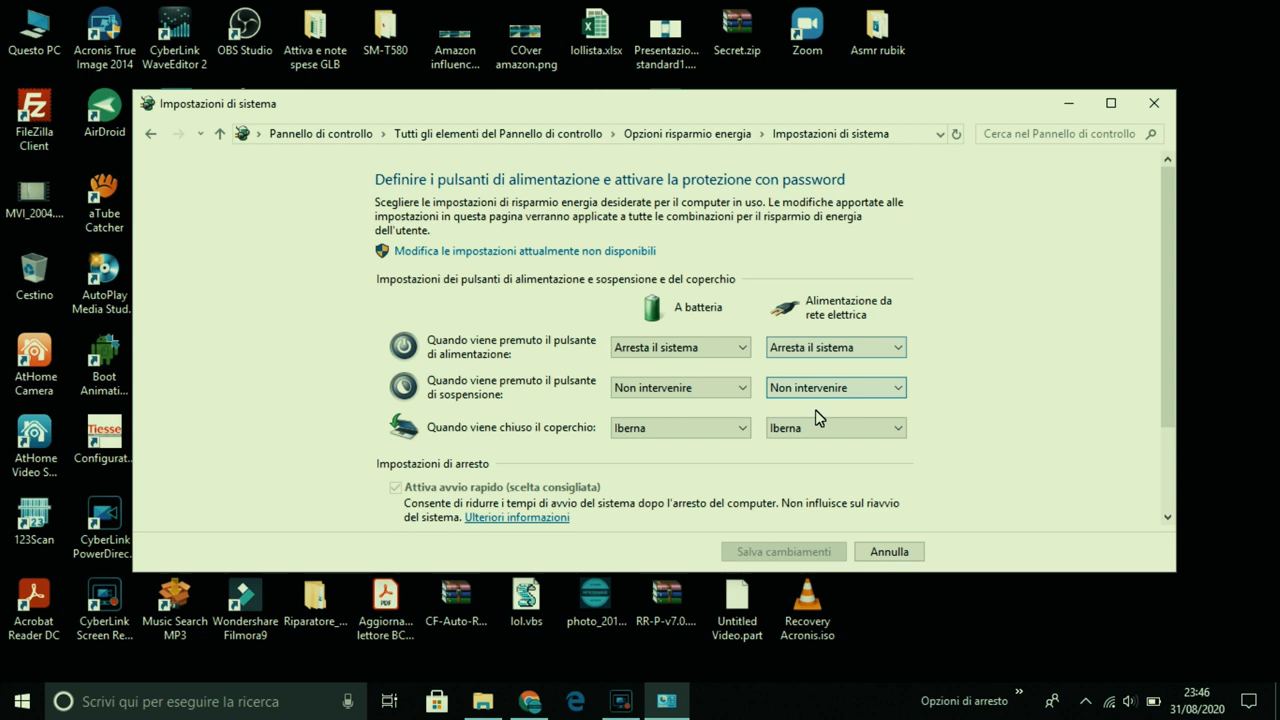 Questo PC
Acronis True
Image 2014
CyberLink
WaveEditor 2
OBS Studio
Attiva e note
spese GLB
SM-T580
Amazon
influenc...
COver
amazon.png
lollista.xlsx
Presentazio...
standard1....
Secret.zip
Zoom
Asmr rubik
FileZilla
Client
AirDroid
MVI_2004....
aTube
Catcher
Cestino
AutoPlay
Media Stud...
AtHome
Camera
Boot
Animati...
AtHome
Video S...
Tiesse
Configurat...
123Scan
CyberLink
PowerDirec...
Impostazioni di sistema
Pannello di controllo
Tutti gli elementi del Pannello di controllo
Opzioni risparmio energia
Impostazioni di sistema
Cerca nel Pannello di controllo
Definire i pulsanti di alimentazione e attivare la protezione con password
Scegliere le impostazioni di risparmio energia desiderate per il computer in uso. Le modifiche apportate alle
impostazioni in questa pagina verranno applicate a tutte le combinazioni per il risparmio di energia
dell'utente.
Modifica le impostazioni attualmente non disponibili
Impostazioni dei pulsanti di alimentazione e sospensione e del coperchio
A batteria
Alimentazione da
rete elettrica
Quando viene premuto il pulsante
di alimentazione:
Arresta il sistema
Arresta il sistema
Quando viene premuto il pulsante
di sospensione:
Non intervenire
Non intervenire
Quando viene chiuso il coperchio:
Iberna
Iberna
Impostazioni di arresto
Attiva avvio rapido (scelta consigliata)
Consente di ridurre i tempi di avvio del sistema dopo l'arresto del computer. Non influisce sul riavvio
del sistema. Ulteriori informazioni
Salva cambiamenti
Annulla
Acrobat
Reader DC
CyberLink
Screen Re...
Music Search
MP3
Wondershare
Filmora9
Riparatore_...
Aggiorna...
lettore BC...
CF-Auto-R...
lol.vbs
photo_201...
RR-P-v7.0....
Untitled
Video.part
Recovery
Acronis.iso
Scrivi qui per eseguire la ricerca
Opzioni di arresto
23:46
31/08/2020